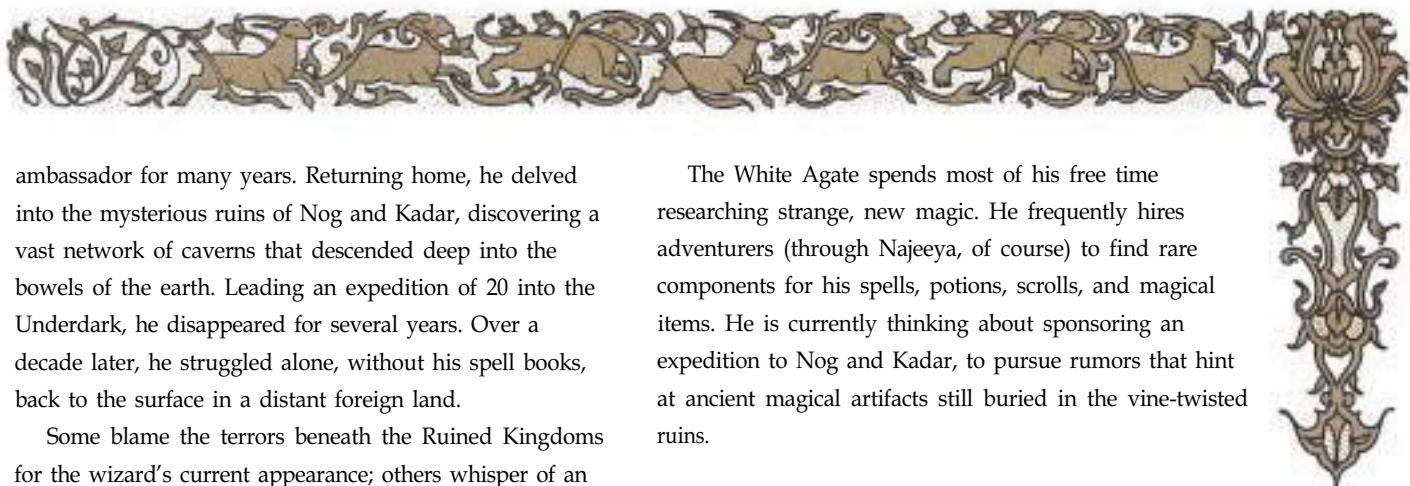 ambassador for many years. Returning home, he delved
into the mysterious ruins of Nog and Kadar, discovering a
vast network of caverns that descended deep into the
bowels of the earth. Leading an expedition of 20 into the
Underdark, he disappeared for several years. Over a
decade later, he struggled alone, without his spell books,
back to the surface in a distant foreign land.
Some blame the terrors beneath the Ruined Kingdoms
for the wizard’s current appearance; others whisper of an
The White Agate spends most of his free time
researching strange, new magic. He frequently hires
adventurers (through Najeeya, of course) to find rare
components for his spells, potions, scrolls, and magical
items. He is currently thinking about sponsoring an
expedition to Nog and Kadar, to pursue rumors that hint
at ancient magical artifacts still buried in the vine-twisted
ruins.